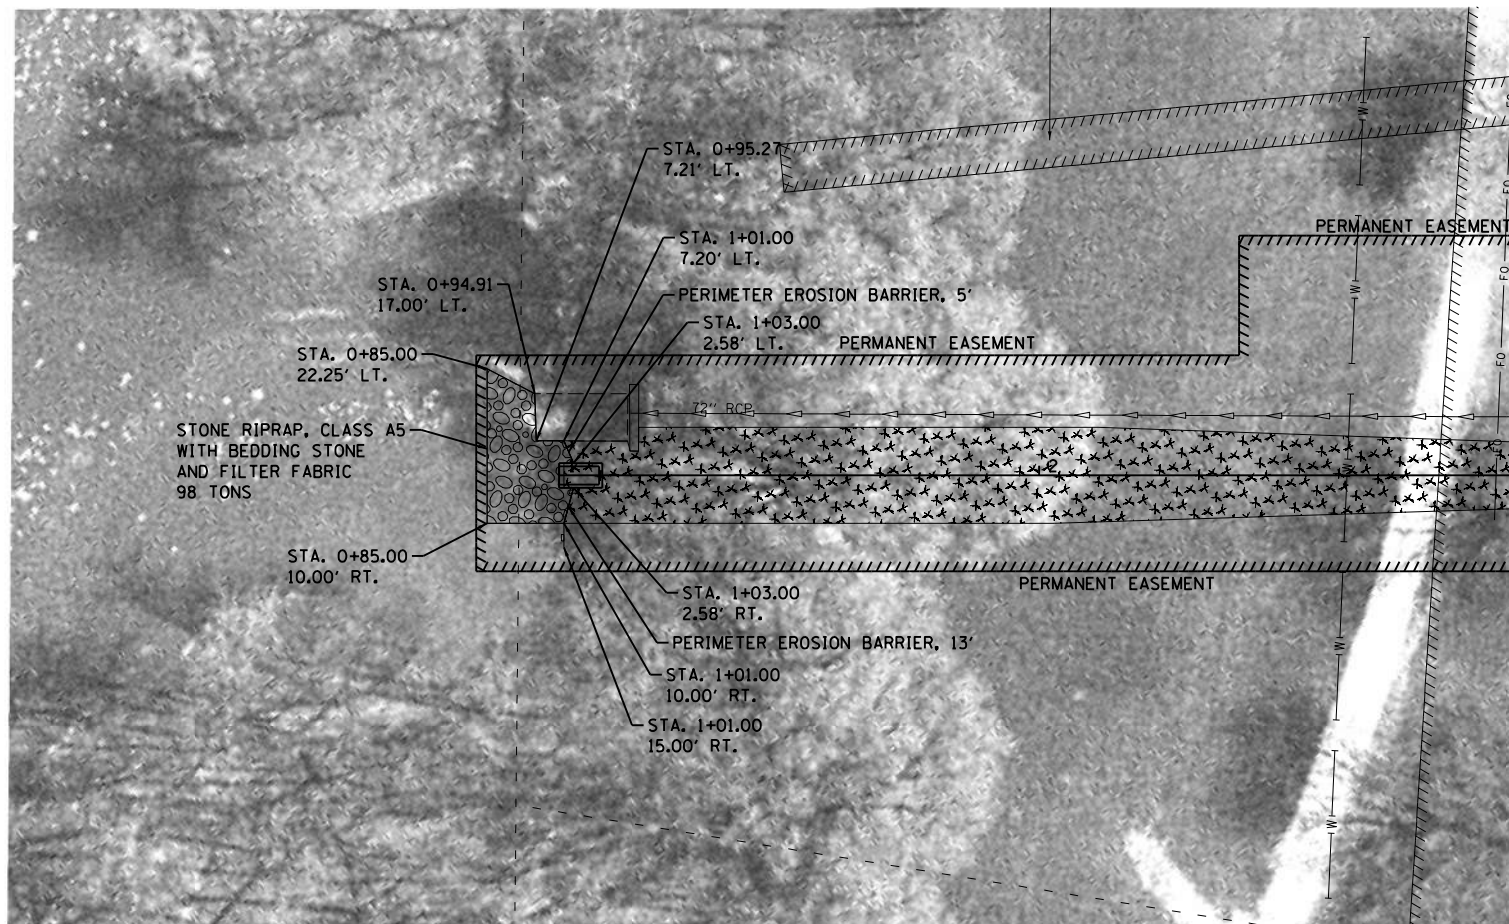 STA. 0+95.27
7.21' LT.
PERMANENT EASEMENT
STA. 1+01.00
7.20' LT.
STA. 0+94.91
17.00' LT.
PERIMETER EROSION BARRIER, 5'
STA. 1+03.00
2.58' LT.
PERMANENT EASEMENT
STA. 0+85.00
22.25' LT.
72" RCP
STONE RIPRAP, CLASS A5
WITH BEDDING STONE
AND FILTER FABRIC
98 TONS
STA. 0+85.00
10.00' RT.
PERMANENT EASEMENT
STA. 1+03.00
2.58' RT.
PERIMETER EROSION BARRIER, 13'
STA. 1+01.00
10.00' RT.
STA. 1+01.00
15.00' RT.
W
W
W
W
W
W
FO
FO
FO